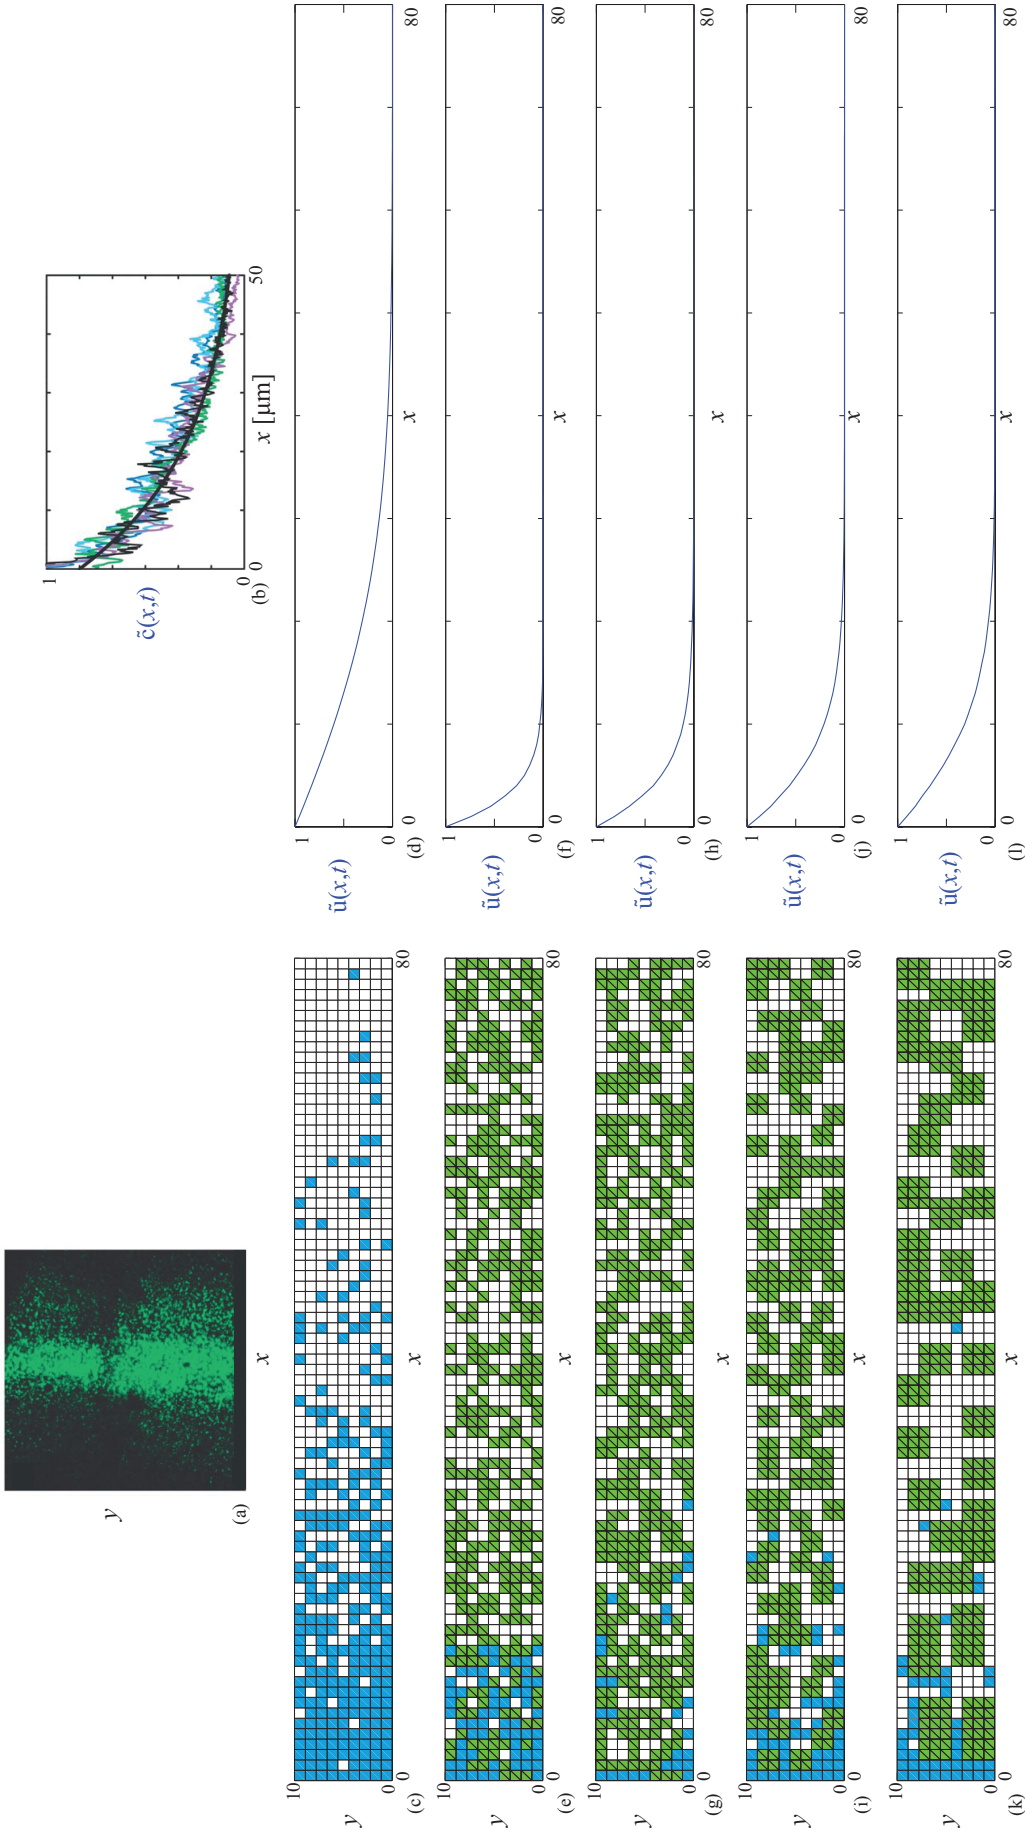 y
x
(a)
1
0
c̃(x,t)
0
50
x [μm]
(b)
10
y
0
0
80
x
(c)
1
ũ(x,t)
0
0
80
x
(d)
10
y
0
0
80
x
(e)
1
ũ(x,t)
0
0
80
x
(f)
10
y
0
0
80
x
(g)
1
ũ(x,t)
0
0
80
x
(h)
10
y
0
0
80
x
(i)
1
ũ(x,t)
0
0
80
x
(j)
10
y
0
0
80
x
(k)
1
ũ(x,t)
0
0
80
x
(l)